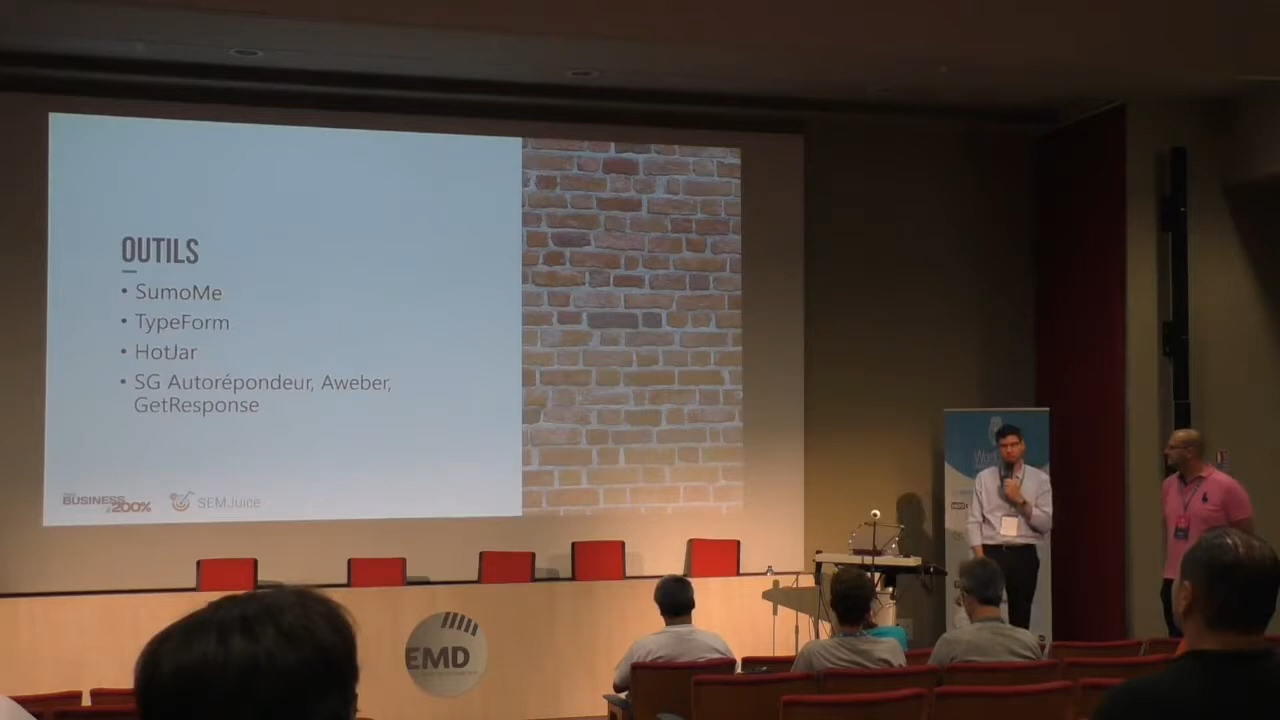 OUTILS
• SumoMe
• TypeForm
• HotJar
• SG Autorépondeur, Aweber,
GetResponse
BUSINESS
à 200%
SEMJuice
EMD